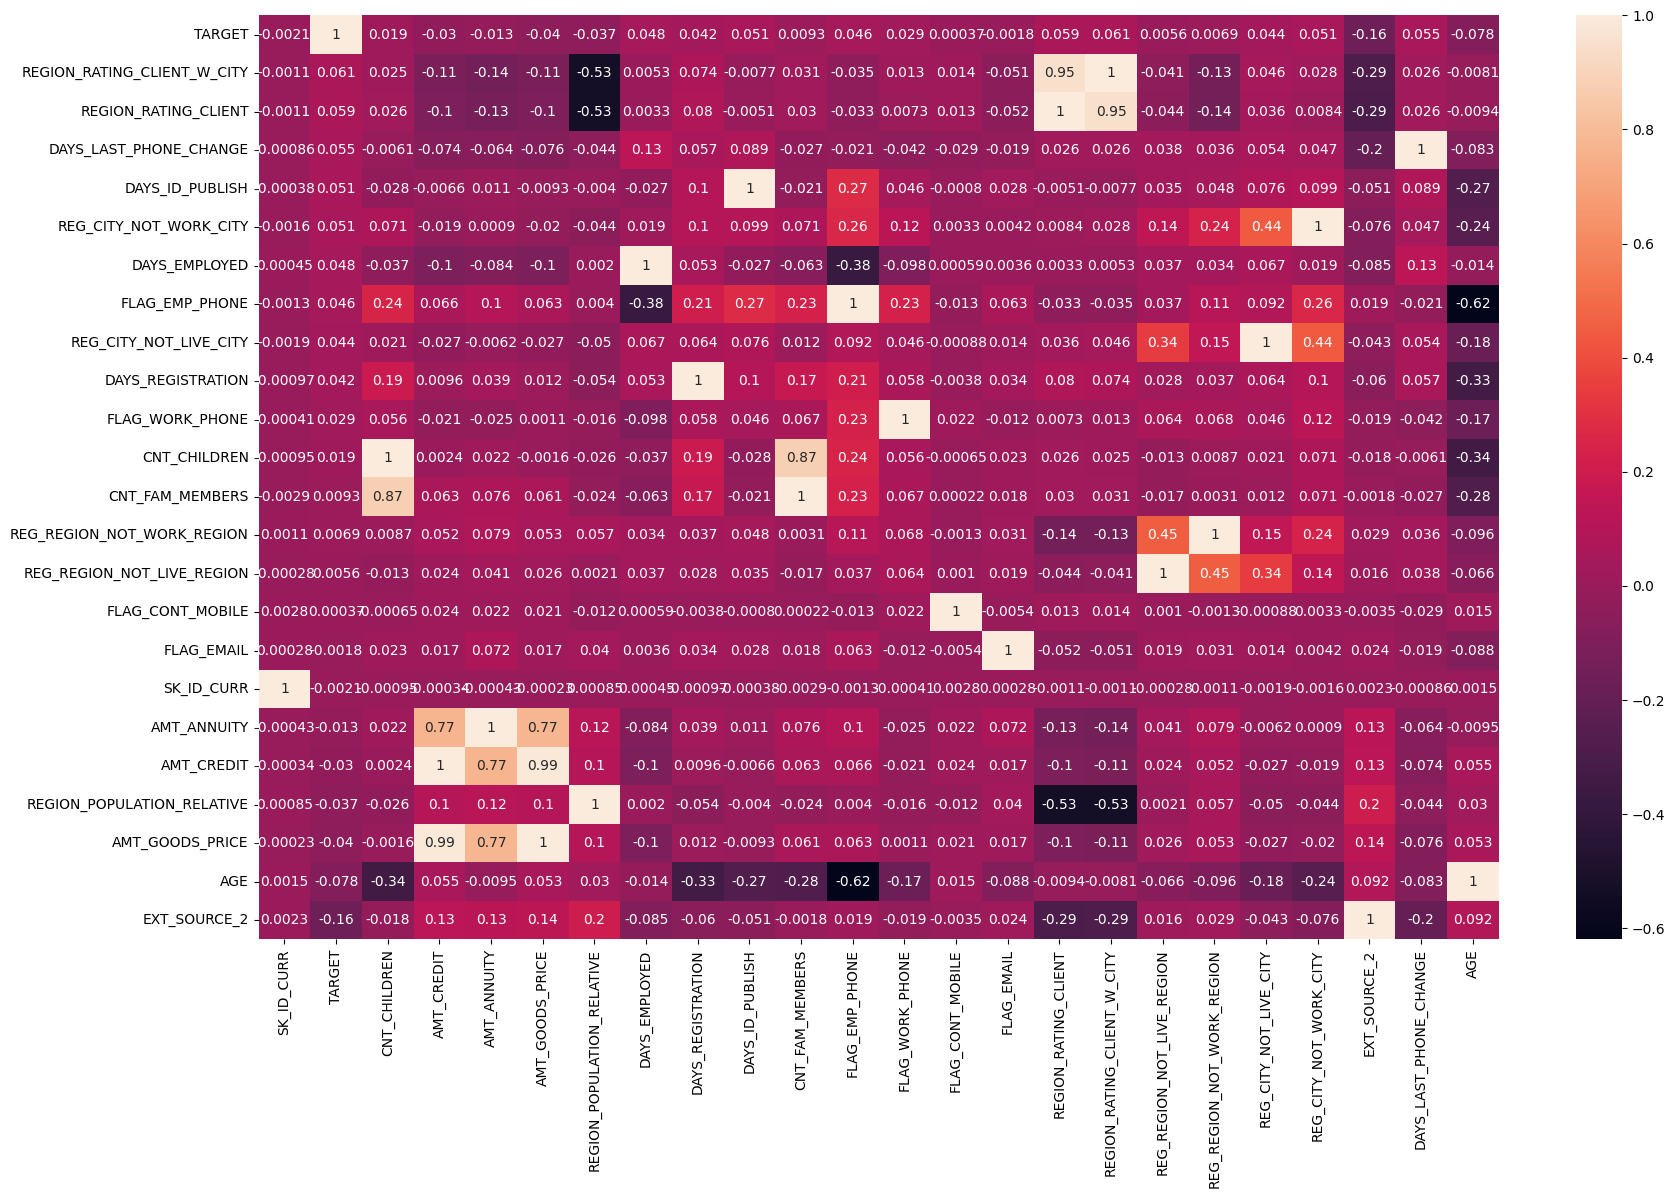 TARGET -0.0021 1 0.019 -0.03 -0.013 -0.04 -0.037 0.048 0.042 0.051 0.0093 0.046 0.029 0.00037 -0.0018 0.059 0.061 0.0056 0.0069 0.044 0.051 -0.16 0.055 -0.078 1.0
REGION_RATING_CLIENT_W_CITY -0.0011 0.061 0.025 -0.11 -0.14 -0.11 -0.53 0.0053 0.074 -0.0077 0.031 -0.035 0.013 0.014 -0.051 0.95 1 -0.041 -0.13 0.046 0.028 -0.29 0.026 -0.0081
REGION_RATING_CLIENT -0.0011 0.059 0.026 -0.1 -0.13 -0.1 -0.53 0.0033 0.08 -0.0051 0.03 -0.033 0.0073 0.013 -0.052 1 0.95 -0.044 -0.14 0.036 0.0084 -0.29 0.026 -0.0094 0.8
DAYS_LAST_PHONE_CHANGE -0.00086 0.055 -0.0061 -0.074 -0.064 -0.076 -0.044 0.13 0.057 0.089 -0.027 -0.021 -0.042 -0.029 -0.019 0.026 0.026 0.038 0.036 0.054 0.047 -0.2 1 -0.083
DAYS_ID_PUBLISH -0.00038 0.051 -0.028 -0.0066 0.011 -0.0093 -0.004 -0.027 0.1 1 -0.021 0.27 0.046 -0.0008 0.028 -0.0051 -0.0077 0.035 0.048 0.076 0.099 -0.051 0.089 -0.27
REG_CITY_NOT_WORK_CITY -0.0016 0.051 0.071 -0.019 0.0009 -0.02 -0.044 0.019 0.1 0.099 0.071 0.26 0.12 0.0033 0.0042 0.0084 0.028 0.14 0.24 0.44 1 -0.076 0.047 -0.24 0.6
DAYS_EMPLOYED 0.00045 0.048 -0.037 -0.1 -0.084 -0.1 0.002 1 0.053 -0.027 -0.063 -0.38 -0.098 0.00059 0.0036 0.0033 0.0053 0.037 0.034 0.067 0.019 -0.085 0.13 -0.014
FLAG_EMP_PHONE -0.0013 0.046 0.24 0.066 0.1 0.063 0.004 -0.38 0.21 0.27 0.23 1 0.23 -0.013 0.063 -0.033 -0.035 0.037 0.11 0.092 0.26 0.019 -0.021 -0.62
REG_CITY_NOT_LIVE_CITY -0.0019 0.044 0.021 -0.027 -0.0062 -0.027 -0.05 0.067 0.064 0.076 0.012 0.092 0.046 -0.00088 0.014 0.036 0.046 0.34 0.15 1 0.44 -0.043 0.054 -0.18 0.4
DAYS_REGISTRATION -0.00097 0.042 0.19 0.0096 0.039 0.012 -0.054 0.053 1 0.1 0.17 0.21 0.058 -0.0038 0.034 0.08 0.074 0.028 0.037 0.064 0.1 -0.06 0.057 -0.33
FLAG_WORK_PHONE -0.00041 0.029 0.056 -0.021 -0.025 0.0011 -0.016 -0.098 0.058 0.046 0.067 0.23 1 0.022 -0.012 0.0073 0.013 0.064 0.068 0.046 0.12 -0.019 -0.042 -0.17
CNT_CHILDREN -0.00095 0.019 1 0.0024 0.022 -0.0016 -0.026 -0.037 0.19 -0.028 0.87 0.24 0.056 -0.00065 0.023 0.026 0.025 -0.013 0.0087 0.021 0.071 -0.018 -0.0061 -0.34 0.2
CNT_FAM_MEMBERS -0.0029 0.0093 0.87 0.063 0.076 0.061 -0.024 -0.063 0.17 -0.021 1 0.23 0.067 0.00022 0.018 0.03 0.031 -0.017 0.0031 0.012 0.071 -0.0018 -0.027 -0.28
REG_REGION_NOT_WORK_REGION 0.0011 0.0069 0.0087 0.052 0.079 0.053 0.057 0.034 0.037 0.048 0.0031 0.11 0.068 -0.0013 0.031 -0.14 -0.13 0.45 1 0.15 0.24 0.029 0.036 -0.096
REG_REGION_NOT_LIVE_REGION -0.00028 0.0056 -0.013 0.024 0.041 0.026 0.0021 0.037 0.028 0.035 -0.017 0.037 0.064 0.001 0.019 -0.044 -0.041 1 0.45 0.34 0.14 0.016 0.038 -0.066 0.0
FLAG_CONT_MOBILE 0.0028 0.00037 -0.00065 0.024 0.022 0.021 -0.012 0.00059 -0.0038 -0.0008 0.00022 -0.013 0.022 1 -0.0054 0.013 0.014 0.001 -0.0013 -0.00088 0.0033 -0.0035 -0.029 0.015
FLAG_EMAIL 0.00028 -0.0018 0.023 0.017 0.072 0.017 0.04 0.0036 0.034 0.028 0.018 0.063 -0.012 -0.0054 1 -0.052 -0.051 0.019 0.031 0.014 0.0042 0.024 -0.019 -0.088
SK_ID_CURR 1 -0.0021 -0.00095 0.00034 0.00043 0.00023 0.00085 0.00045 -0.00097 -0.00038 -0.0029 -0.0013 -0.00041 0.0028 0.00028 -0.0011 -0.0011 -0.00028 0.0011 -0.0019 -0.0016 0.0023 -0.00086 0.0015 −0.2
AMT_ANNUITY 0.00043 -0.013 0.022 0.77 1 0.77 0.12 -0.084 0.039 0.011 0.076 0.1 -0.025 0.022 0.072 -0.13 -0.14 0.041 0.079 -0.0062 0.0009 0.13 -0.064 -0.0095
AMT_CREDIT 0.00034 -0.03 0.0024 1 0.77 0.99 0.1 -0.1 0.0096 -0.0066 0.063 0.066 -0.021 0.024 0.017 -0.1 -0.11 0.024 0.052 -0.027 -0.019 0.13 -0.074 0.055
REGION_POPULATION_RELATIVE 0.00085 -0.037 -0.026 0.1 0.12 0.1 1 0.002 -0.054 -0.004 -0.024 0.004 -0.016 -0.012 0.04 -0.53 -0.53 0.0021 0.057 -0.05 -0.044 0.2 -0.044 0.03 −0.4
AMT_GOODS_PRICE 0.00023 -0.04 -0.0016 0.99 0.77 1 0.1 -0.1 0.012 -0.0093 0.061 0.063 0.0011 0.021 0.017 -0.1 -0.11 0.026 0.053 -0.027 -0.02 0.14 -0.076 0.053
AGE 0.0015 -0.078 -0.34 0.055 -0.0095 0.053 0.03 -0.014 -0.33 -0.27 -0.28 -0.62 -0.17 0.015 -0.088 -0.0094 -0.0081 -0.066 -0.096 -0.18 -0.24 0.092 -0.083 1
EXT_SOURCE_2 0.0023 -0.16 -0.018 0.13 0.13 0.14 0.2 -0.085 -0.06 -0.051 -0.0018 0.019 -0.019 -0.0035 0.024 -0.29 -0.29 0.016 0.029 -0.043 -0.076 1 -0.2 0.092 −0.6
SK_ID_CURR
TARGET
CNT_CHILDREN
AMT_CREDIT
AMT_ANNUITY
AMT_GOODS_PRICE
REGION_POPULATION_RELATIVE
DAYS_EMPLOYED
DAYS_REGISTRATION
DAYS_ID_PUBLISH
CNT_FAM_MEMBERS
FLAG_EMP_PHONE
FLAG_WORK_PHONE
FLAG_CONT_MOBILE
FLAG_EMAIL
REGION_RATING_CLIENT
REGION_RATING_CLIENT_W_CITY
REG_REGION_NOT_LIVE_REGION
REG_REGION_NOT_WORK_REGION
REG_CITY_NOT_LIVE_CITY
REG_CITY_NOT_WORK_CITY
EXT_SOURCE_2
DAYS_LAST_PHONE_CHANGE
AGE